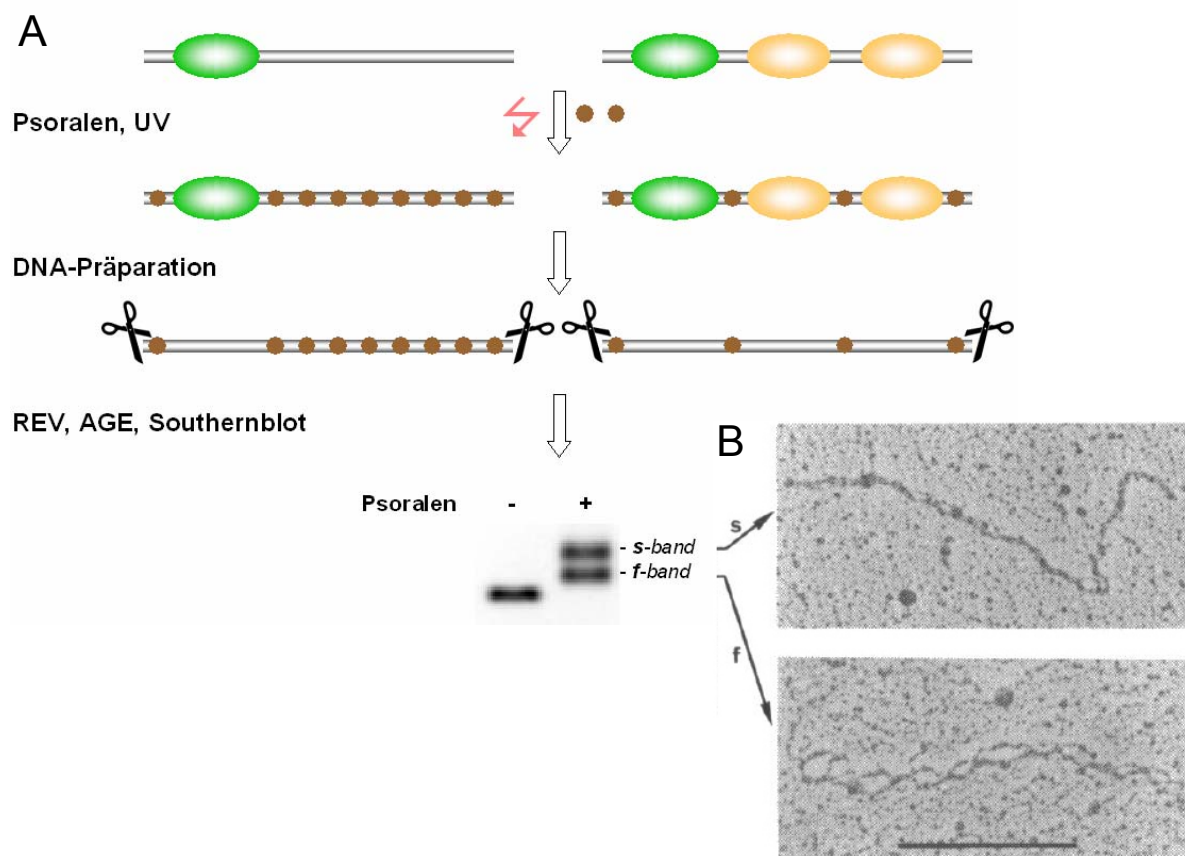 A
Psoralen, UV
DNA-Präparation
REV, AGE, Southernblot
Psoralen - +
- s-band
- f-band
B
s
f